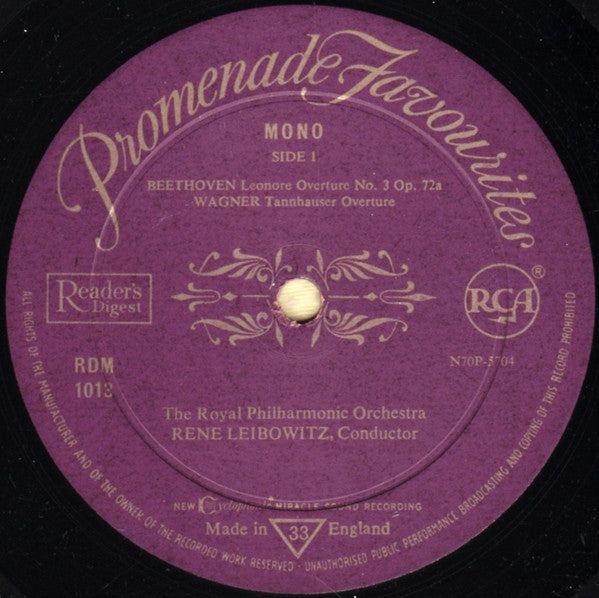 Promenade Favourites
MONO
SIDE 1
BEETHOVEN Leonore Overture No. 3 Op. 72a
WAGNER Tannhauser Overture
Reader's
Digest
RCA ®
RDM
1012
N70P-5704
The Royal Philharmonic Orchestra
RENE LEIBOWITZ, Conductor
NEW Cyclophonic MIRACLE SOUND RECORDING
Made in 33 England
ALL RIGHTS OF THE MANUFACTURER AND OF THE OWNER OF THE RECORDED WORK RESERVED - UNAUTHORISED PUBLIC PERFORMANCE BROADCASTING AND COPYING OF THIS RECORD PROHIBITED